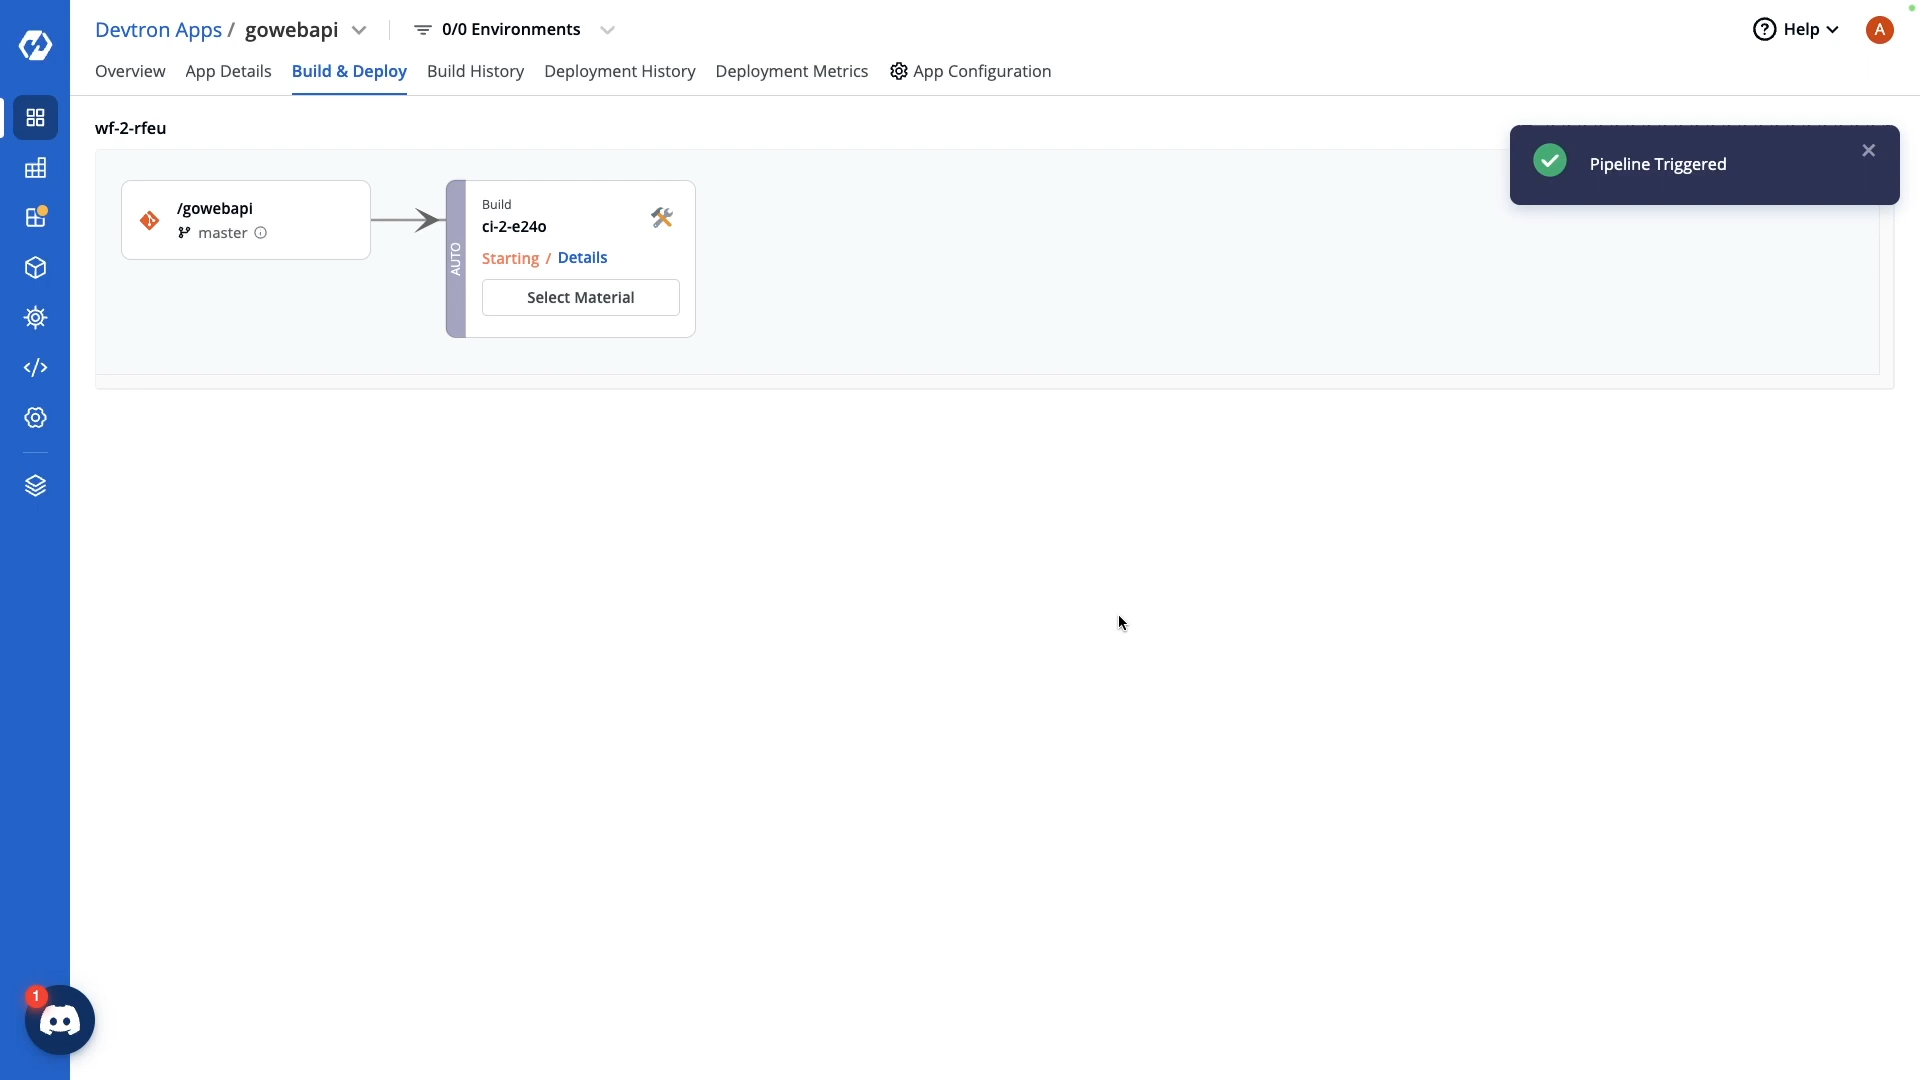 Devtron Apps / gowebapi
0/0 Environments
Help
A
Overview
App Details
Build & Deploy
Build History
Deployment History
Deployment Metrics
App Configuration
wf-2-rfeu
Pipeline Triggered
/gowebapi
master
AUTO
Build
ci-2-e24o
Starting / Details
Select Material
1